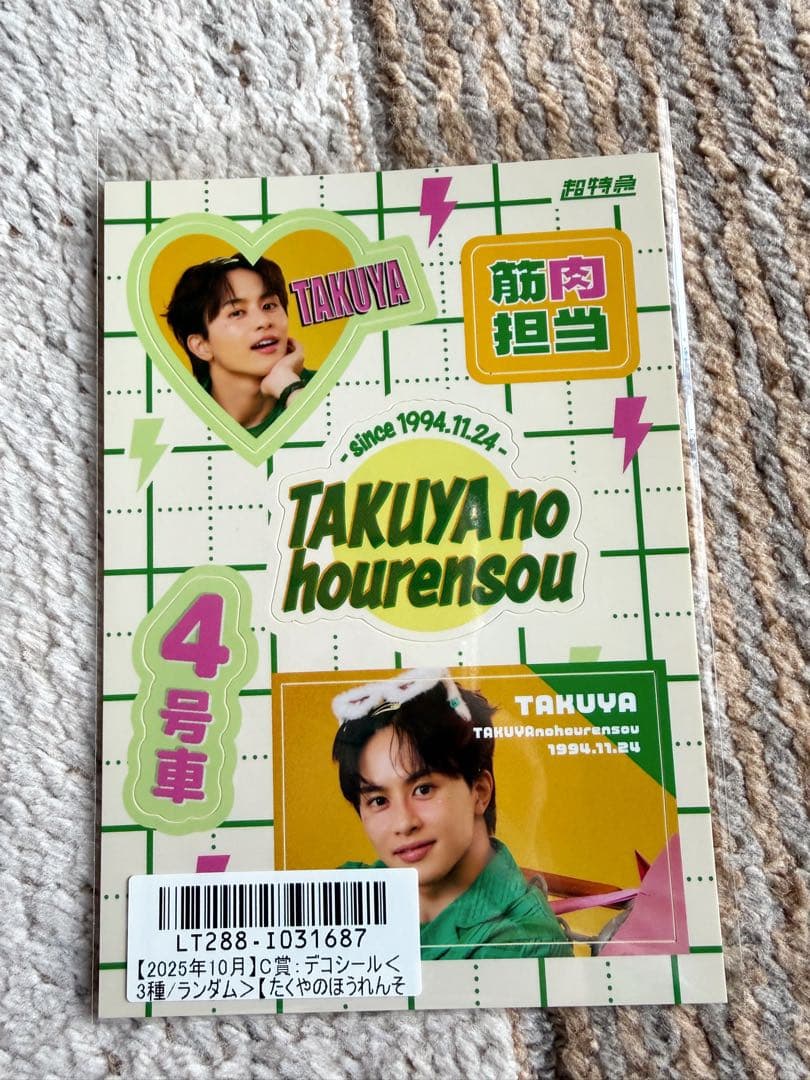 超特急
TAKUYA
筋肉
担当
- since 1994.11.24 -
TAKUYA no
hourensou
4号車
TAKUYA
TAKUYAnohourensou
1994.11.24
LT288-I031687
【2025年10月】C賞:デコシール<
3種/ランダム>【たくやのほうれんそ